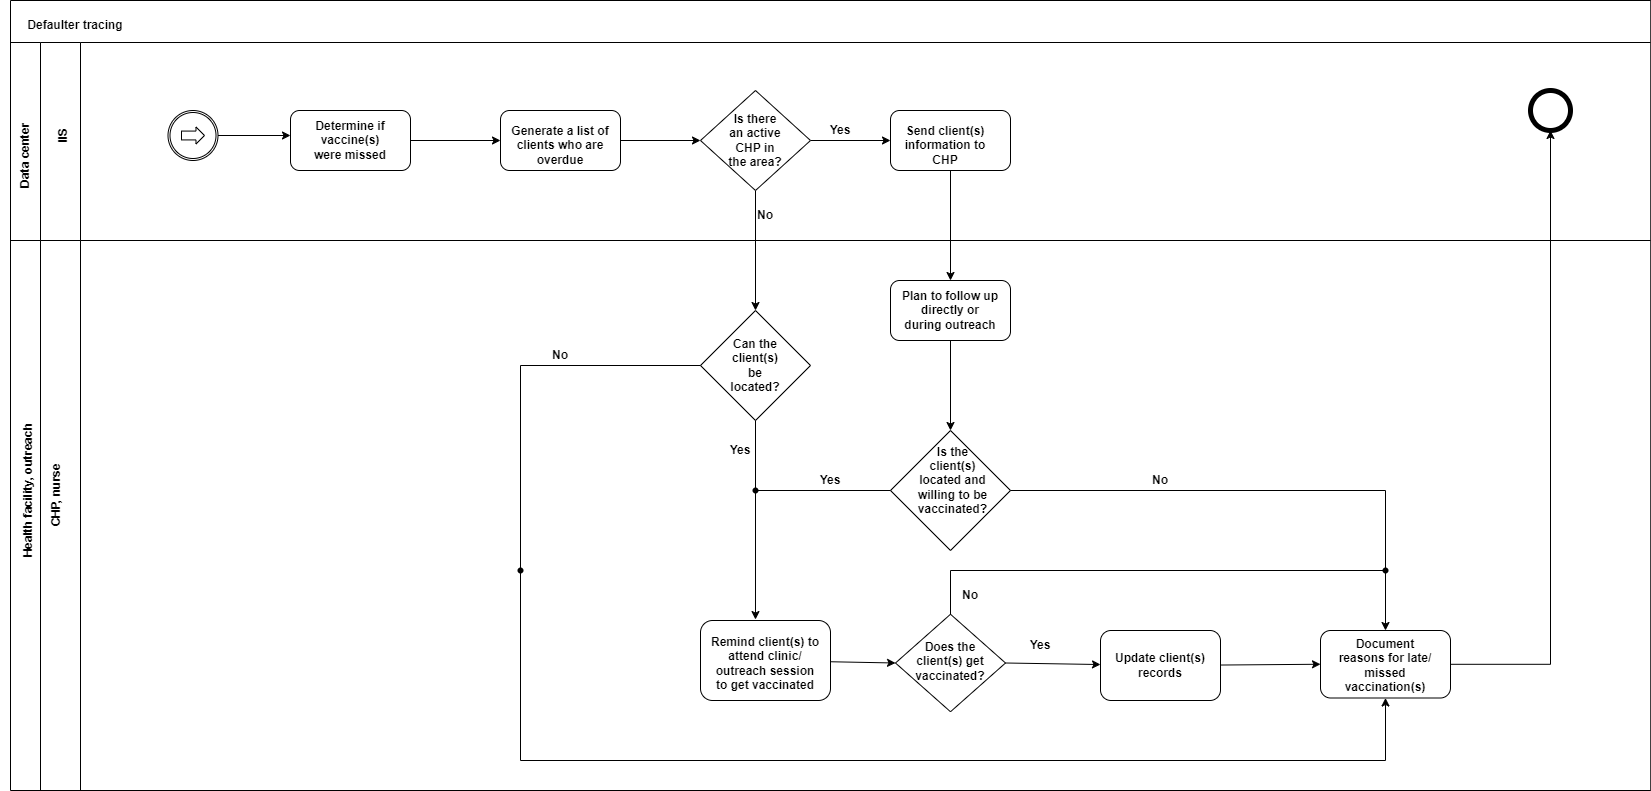 Defaulter tracing
Data center
IIS
Determine if
vaccine(s)
were missed
Generate a list of
clients who are
overdue
Is there
an active
CHP in
the area?
Yes
Send client(s)
information to
CHP
No
Health facility, outreach
CHP, nurse
Plan to follow up
directly or
during outreach
Can the
client(s)
be
located?
No
Yes
Is the
client(s)
located and
willing to be
vaccinated?
Yes
No
Remind client(s) to
attend clinic/
outreach session
to get vaccinated
Does the
client(s) get
vaccinated?
No
Yes
Update client(s)
records
Document
reasons for late/
missed
vaccination(s)